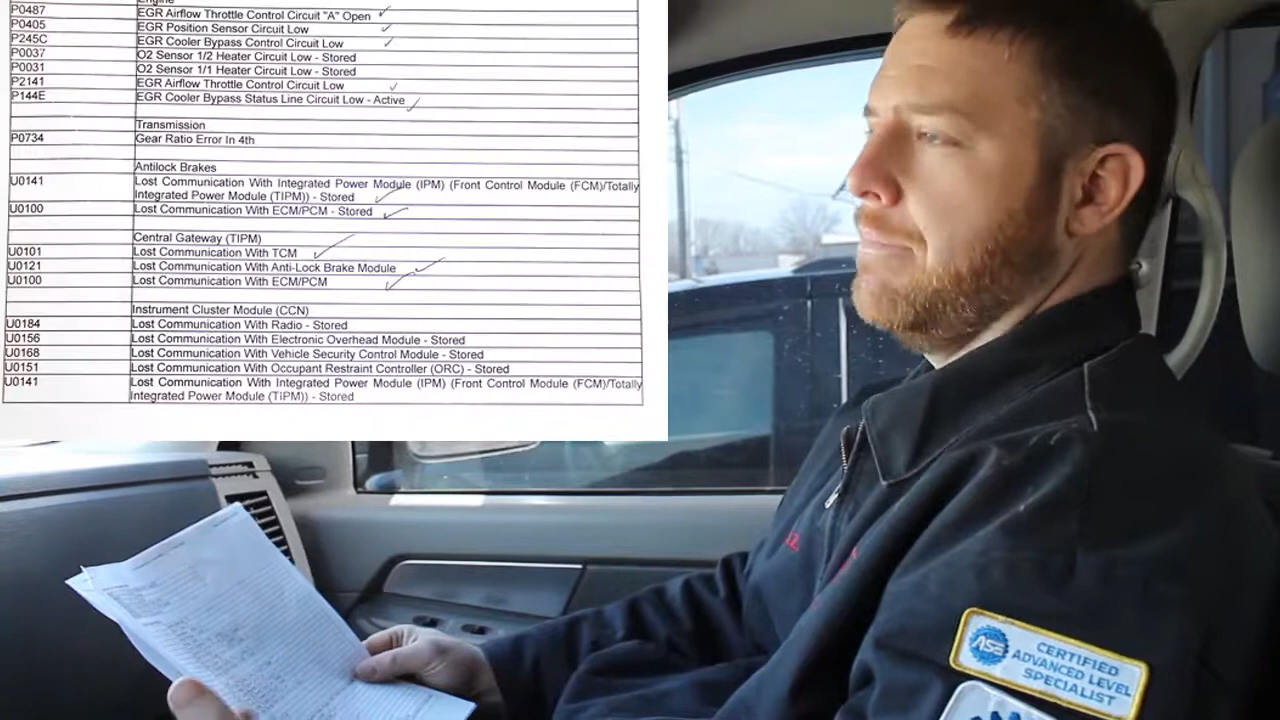 Engine
P0487 EGR Airflow Throttle Control Circuit "A" Open
P0405 EGR Position Sensor Circuit Low
P245C EGR Cooler Bypass Control Circuit Low
P0037 O2 Sensor 1/2 Heater Circuit Low - Stored
P0031 O2 Sensor 1/1 Heater Circuit Low - Stored
P2141 EGR Airflow Throttle Control Circuit Low
P144E EGR Cooler Bypass Status Line Circuit Low - Active
Transmission
P0734 Gear Ratio Error In 4th
Antilock Brakes
U0141 Lost Communication With Integrated Power Module (IPM) (Front Control Module (FCM)/Totally
Integrated Power Module (TIPM)) - Stored
U0100 Lost Communication With ECM/PCM - Stored
Central Gateway (TIPM)
U0101 Lost Communication With TCM
U0121 Lost Communication With Anti-Lock Brake Module
U0100 Lost Communication With ECM/PCM
Instrument Cluster Module (CCN)
U0184 Lost Communication With Radio - Stored
U0156 Lost Communication With Electronic Overhead Module - Stored
U0168 Lost Communication With Vehicle Security Control Module - Stored
U0151 Lost Communication With Occupant Restraint Controller (ORC) - Stored
U0141 Lost Communication With Integrated Power Module (IPM) (Front Control Module (FCM)/Totally
Integrated Power Module (TIPM)) - Stored
ASE
CERTIFIED
ADVANCED LEVEL
SPECIALIST